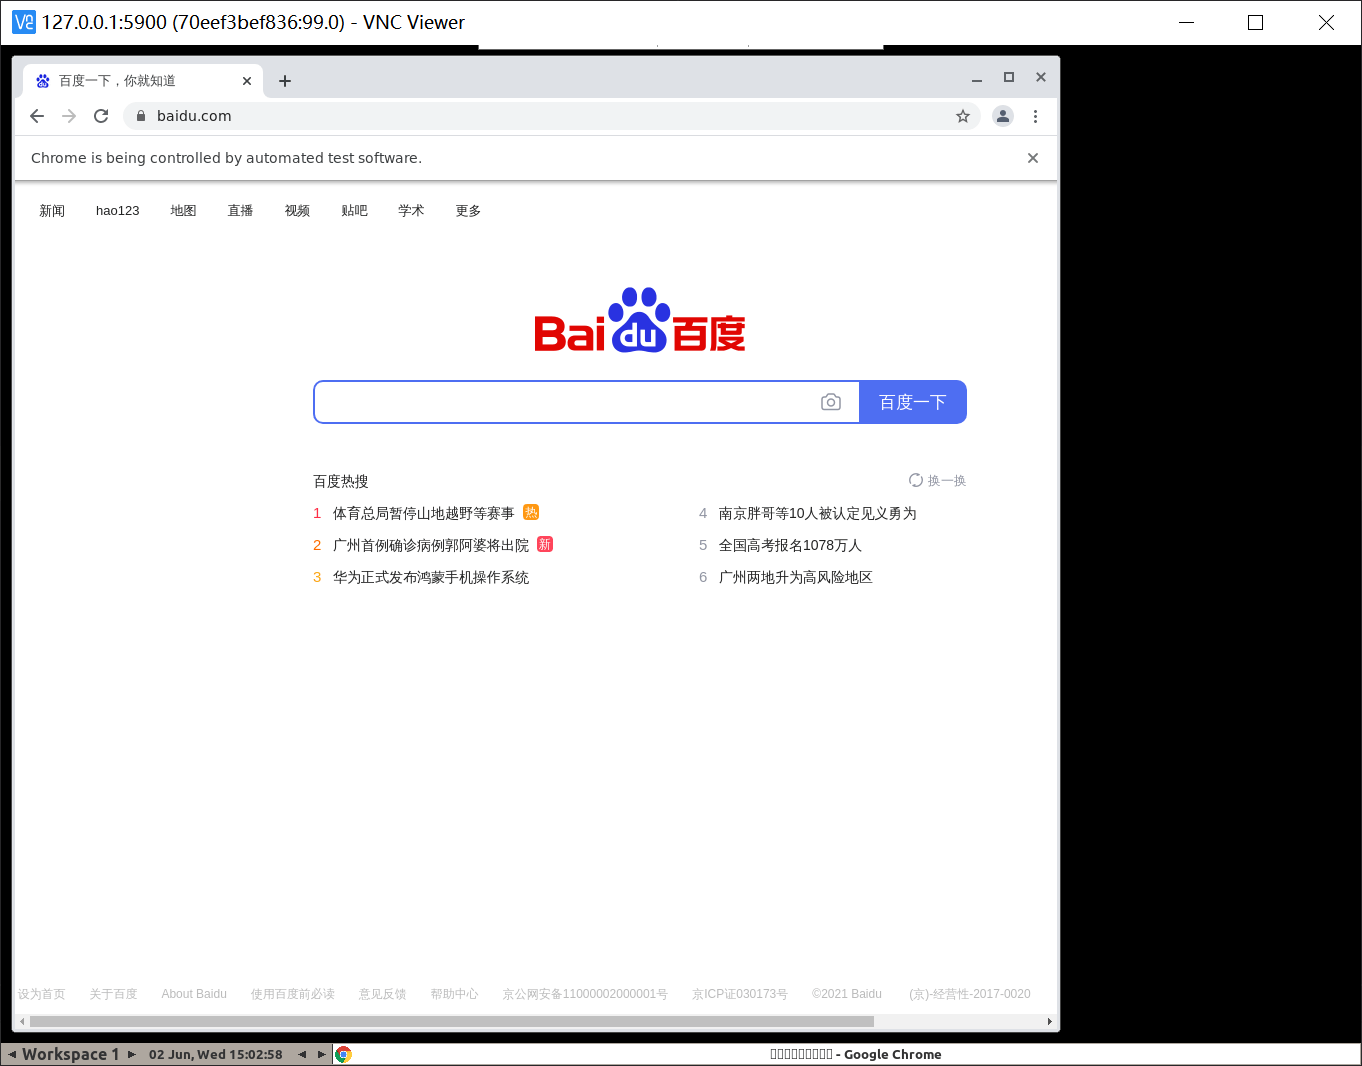 127.0.0.1:5900 (70eef3bef836:99.0) - VNC Viewer
百度一下，你就知道
baidu.com
Chrome is being controlled by automated test software.
新闻 hao123 地图 直播 视频 贴吧 学术 更多
Bai du 百度
百度一下
百度热搜 换一换
1 体育总局暂停山地越野等赛事 热 4 南京胖哥等10人被认定见义勇为
2 广州首例确诊病例郭阿婆将出院 新 5 全国高考报名1078万人
3 华为正式发布鸿蒙手机操作系统 6 广州两地升为高风险地区
设为首页 关于百度 About Baidu 使用百度前必读 意见反馈 帮助中心 京公网安备11000002000001号 京ICP证030173号 ©2021 Baidu (京)-经营性-2017-0020
Workspace 1 02 Jun, Wed 15:02:58 - Google Chrome